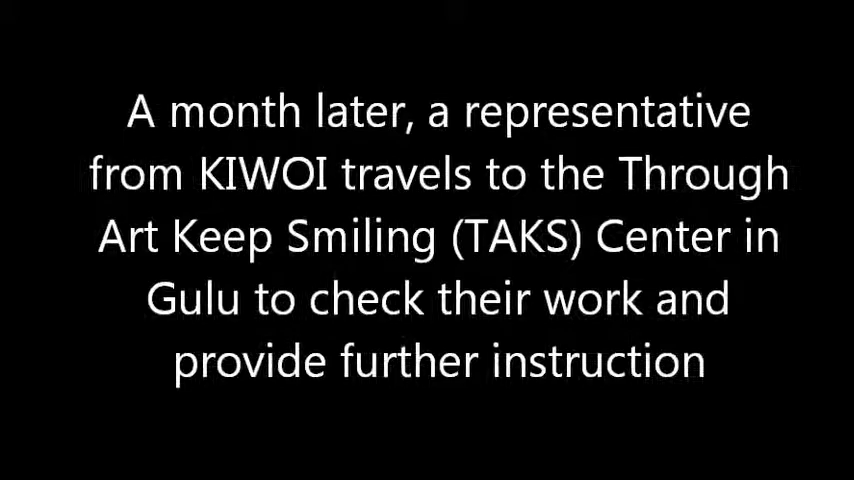 A month later, a representative
from KIWOI travels to the Through
Art Keep Smiling (TAKS) Center in
Gulu to check their work and
provide further instruction